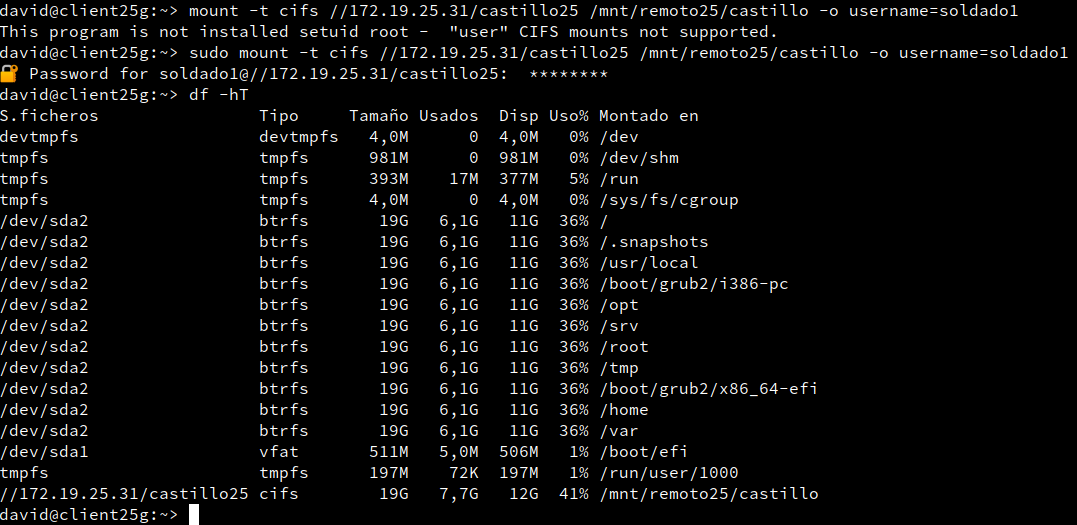 david@client25g:~> mount -t cifs //172.19.25.31/castillo25 /mnt/remoto25/castillo -o username=soldado1
This program is not installed setuid root -  "user" CIFS mounts not supported.
david@client25g:~> sudo mount -t cifs //172.19.25.31/castillo25 /mnt/remoto25/castillo -o username=soldado1
🔐 Password for soldado1@//172.19.25.31/castillo25:  ********
david@client25g:~> df -hT
S.ficheros                Tipo     Tamaño Usados  Disp Uso% Montado en
devtmpfs                  devtmpfs   4,0M      0  4,0M   0% /dev
tmpfs                     tmpfs      981M      0  981M   0% /dev/shm
tmpfs                     tmpfs      393M    17M  377M   5% /run
tmpfs                     tmpfs      4,0M      0  4,0M   0% /sys/fs/cgroup
/dev/sda2                 btrfs       19G   6,1G   11G  36% /
/dev/sda2                 btrfs       19G   6,1G   11G  36% /.snapshots
/dev/sda2                 btrfs       19G   6,1G   11G  36% /usr/local
/dev/sda2                 btrfs       19G   6,1G   11G  36% /boot/grub2/i386-pc
/dev/sda2                 btrfs       19G   6,1G   11G  36% /opt
/dev/sda2                 btrfs       19G   6,1G   11G  36% /srv
/dev/sda2                 btrfs       19G   6,1G   11G  36% /root
/dev/sda2                 btrfs       19G   6,1G   11G  36% /tmp
/dev/sda2                 btrfs       19G   6,1G   11G  36% /boot/grub2/x86_64-efi
/dev/sda2                 btrfs       19G   6,1G   11G  36% /home
/dev/sda2                 btrfs       19G   6,1G   11G  36% /var
/dev/sda1                 vfat       511M   5,0M  506M   1% /boot/efi
tmpfs                     tmpfs      197M    72K  197M   1% /run/user/1000
//172.19.25.31/castillo25 cifs        19G   7,7G   12G  41% /mnt/remoto25/castillo
david@client25g:~>